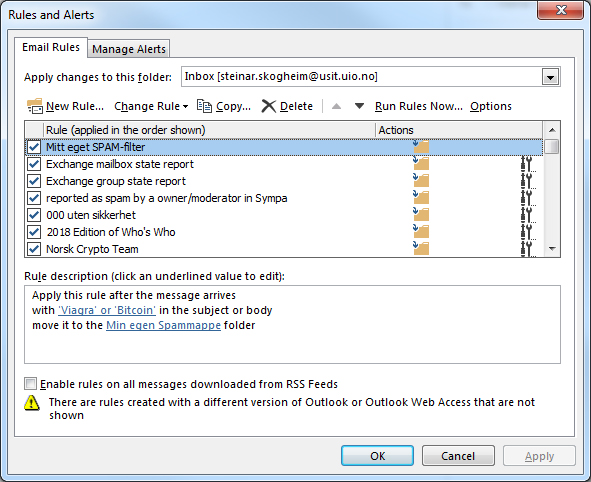 Rules and Alerts
Email Rules Manage Alerts
Apply changes to this folder: Inbox [steinar.skogheim@usit.uio.no]
New Rule... Change Rule Copy... Delete Run Rules Now... Options
Rule (applied in the order shown) Actions
Mitt eget SPAM-filter
Exchange mailbox state report
Exchange group state report
reported as spam by a owner/moderator in Sympa
000 uten sikkerhet
2018 Edition of Who's Who
Norsk Crypto Team
Rule description (click an underlined value to edit):
Apply this rule after the message arrives
with 'Viagra' or 'Bitcoin' in the subject or body
move it to the Min egen Spammappe folder
Enable rules on all messages downloaded from RSS Feeds
There are rules created with a different version of Outlook or Outlook Web Access that are not
shown
OK Cancel Apply